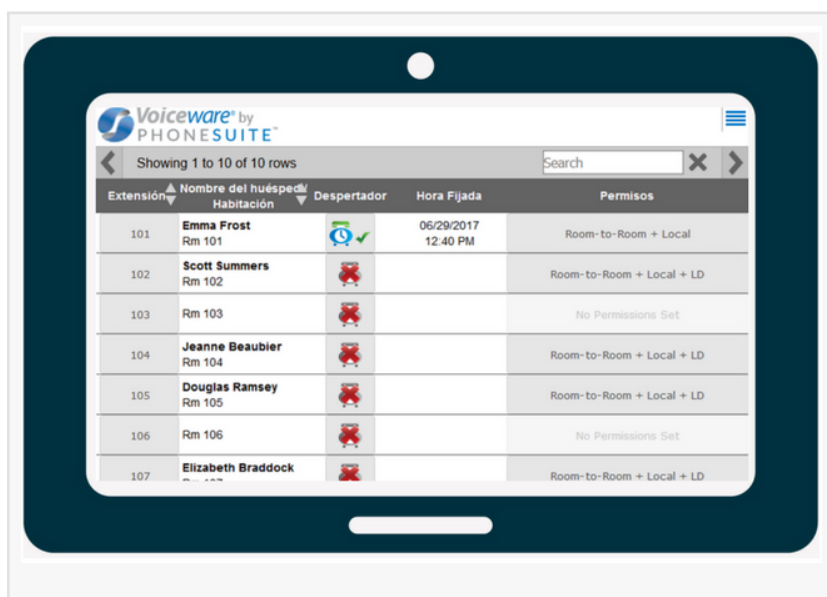 Voiceware® by
PHONESUITE™
Showing 1 to 10 of 10 rows
Search
Extensión Nombre del huésped/ Habitación Despertador Hora Fijada Permisos
101 Emma Frost Rm 101 06/29/2017 12:40 PM Room-to-Room + Local
102 Scott Summers Rm 102 Room-to-Room + Local + LD
103 Rm 103 No Permissions Set
104 Jeanne Beaubier Rm 104 Room-to-Room + Local + LD
105 Douglas Ramsey Rm 105 Room-to-Room + Local + LD
106 Rm 106 No Permissions Set
107 Elizabeth Braddock Room-to-Room + Local + LD